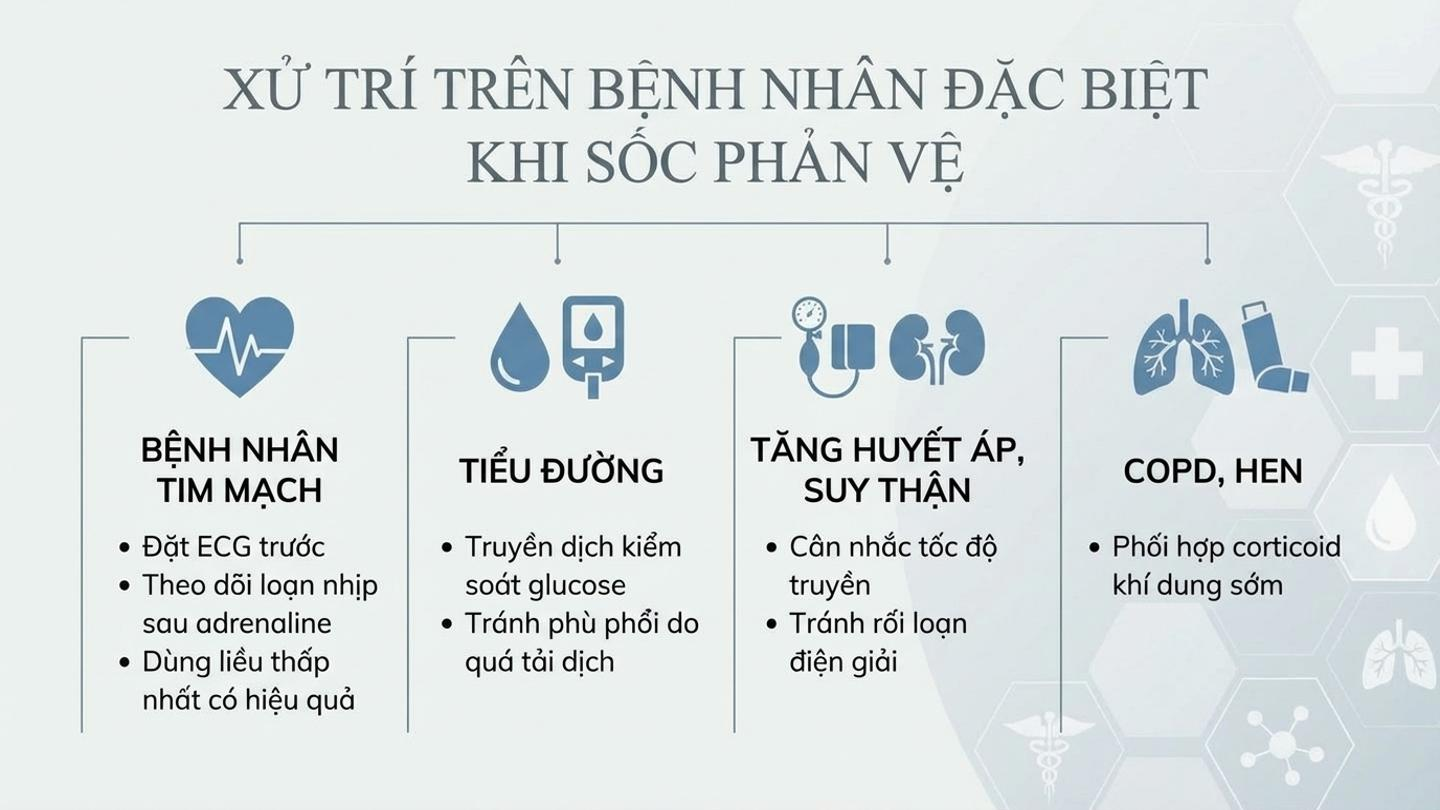 XỬ TRÍ TRÊN BỆNH NHÂN ĐẶC BIỆT
KHI SỐC PHẢN VỆ
BỆNH NHÂN
TIM MẠCH
• Đặt ECG trước
• Theo dõi loạn nhịp
sau adrenaline
• Dùng liều thấp
nhất có hiệu quả
TIỂU ĐƯỜNG
• Truyền dịch kiểm
soát glucose
• Tránh phù phổi do
quá tải dịch
TĂNG HUYẾT ÁP,
SUY THẬN
• Cân nhắc tốc độ
truyền
• Tránh rối loạn
điện giải
COPD, HEN
• Phối hợp corticoid
khí dung sớm